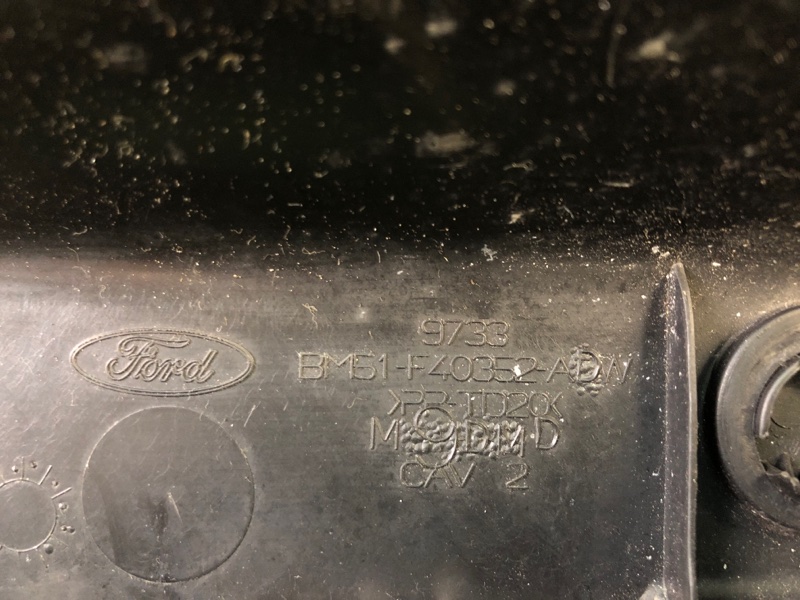 Ford
9733
BM51-F40352-ADW
>PP-TD20<
CAV 2